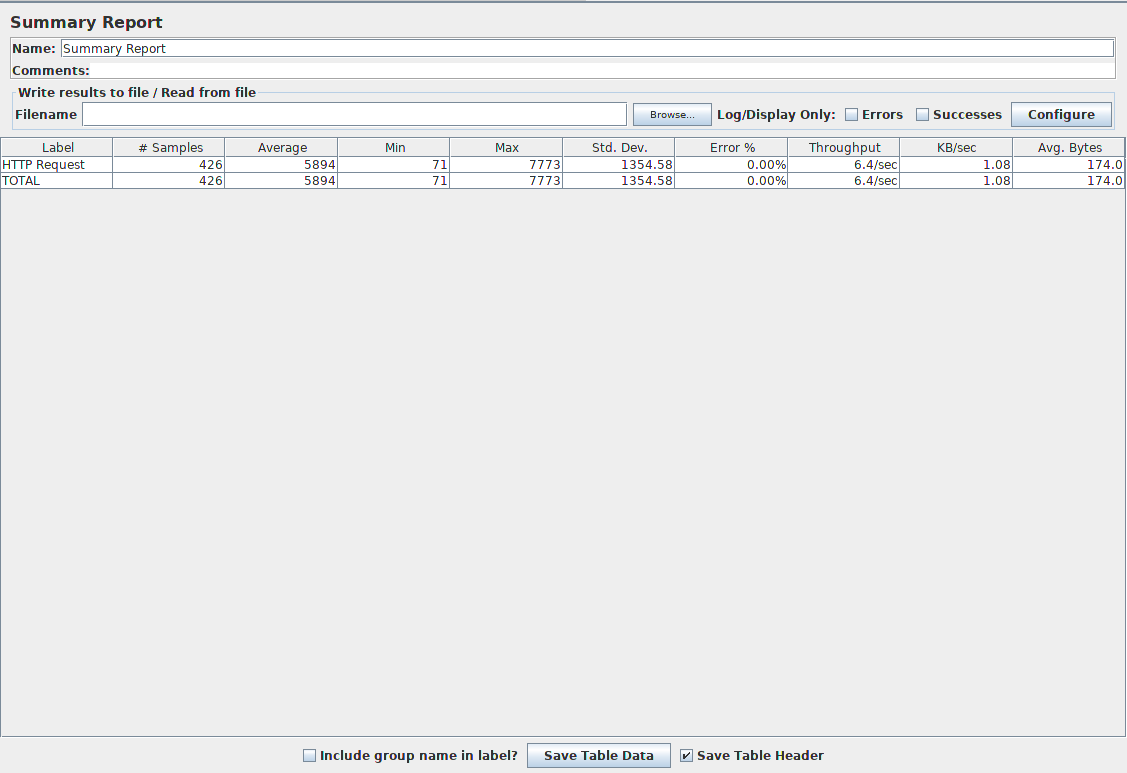 Summary Report
Name: Summary Report
Comments:
Write results to file / Read from file
Filename Browse... Log/Display Only: Errors Successes Configure
Label # Samples Average Min Max Std. Dev. Error % Throughput KB/sec Avg. Bytes
HTTP Request 426 5894 71 7773 1354.58 0.00% 6.4/sec 1.08 174.0
TOTAL 426 5894 71 7773 1354.58 0.00% 6.4/sec 1.08 174.0
Include group name in label? Save Table Data Save Table Header